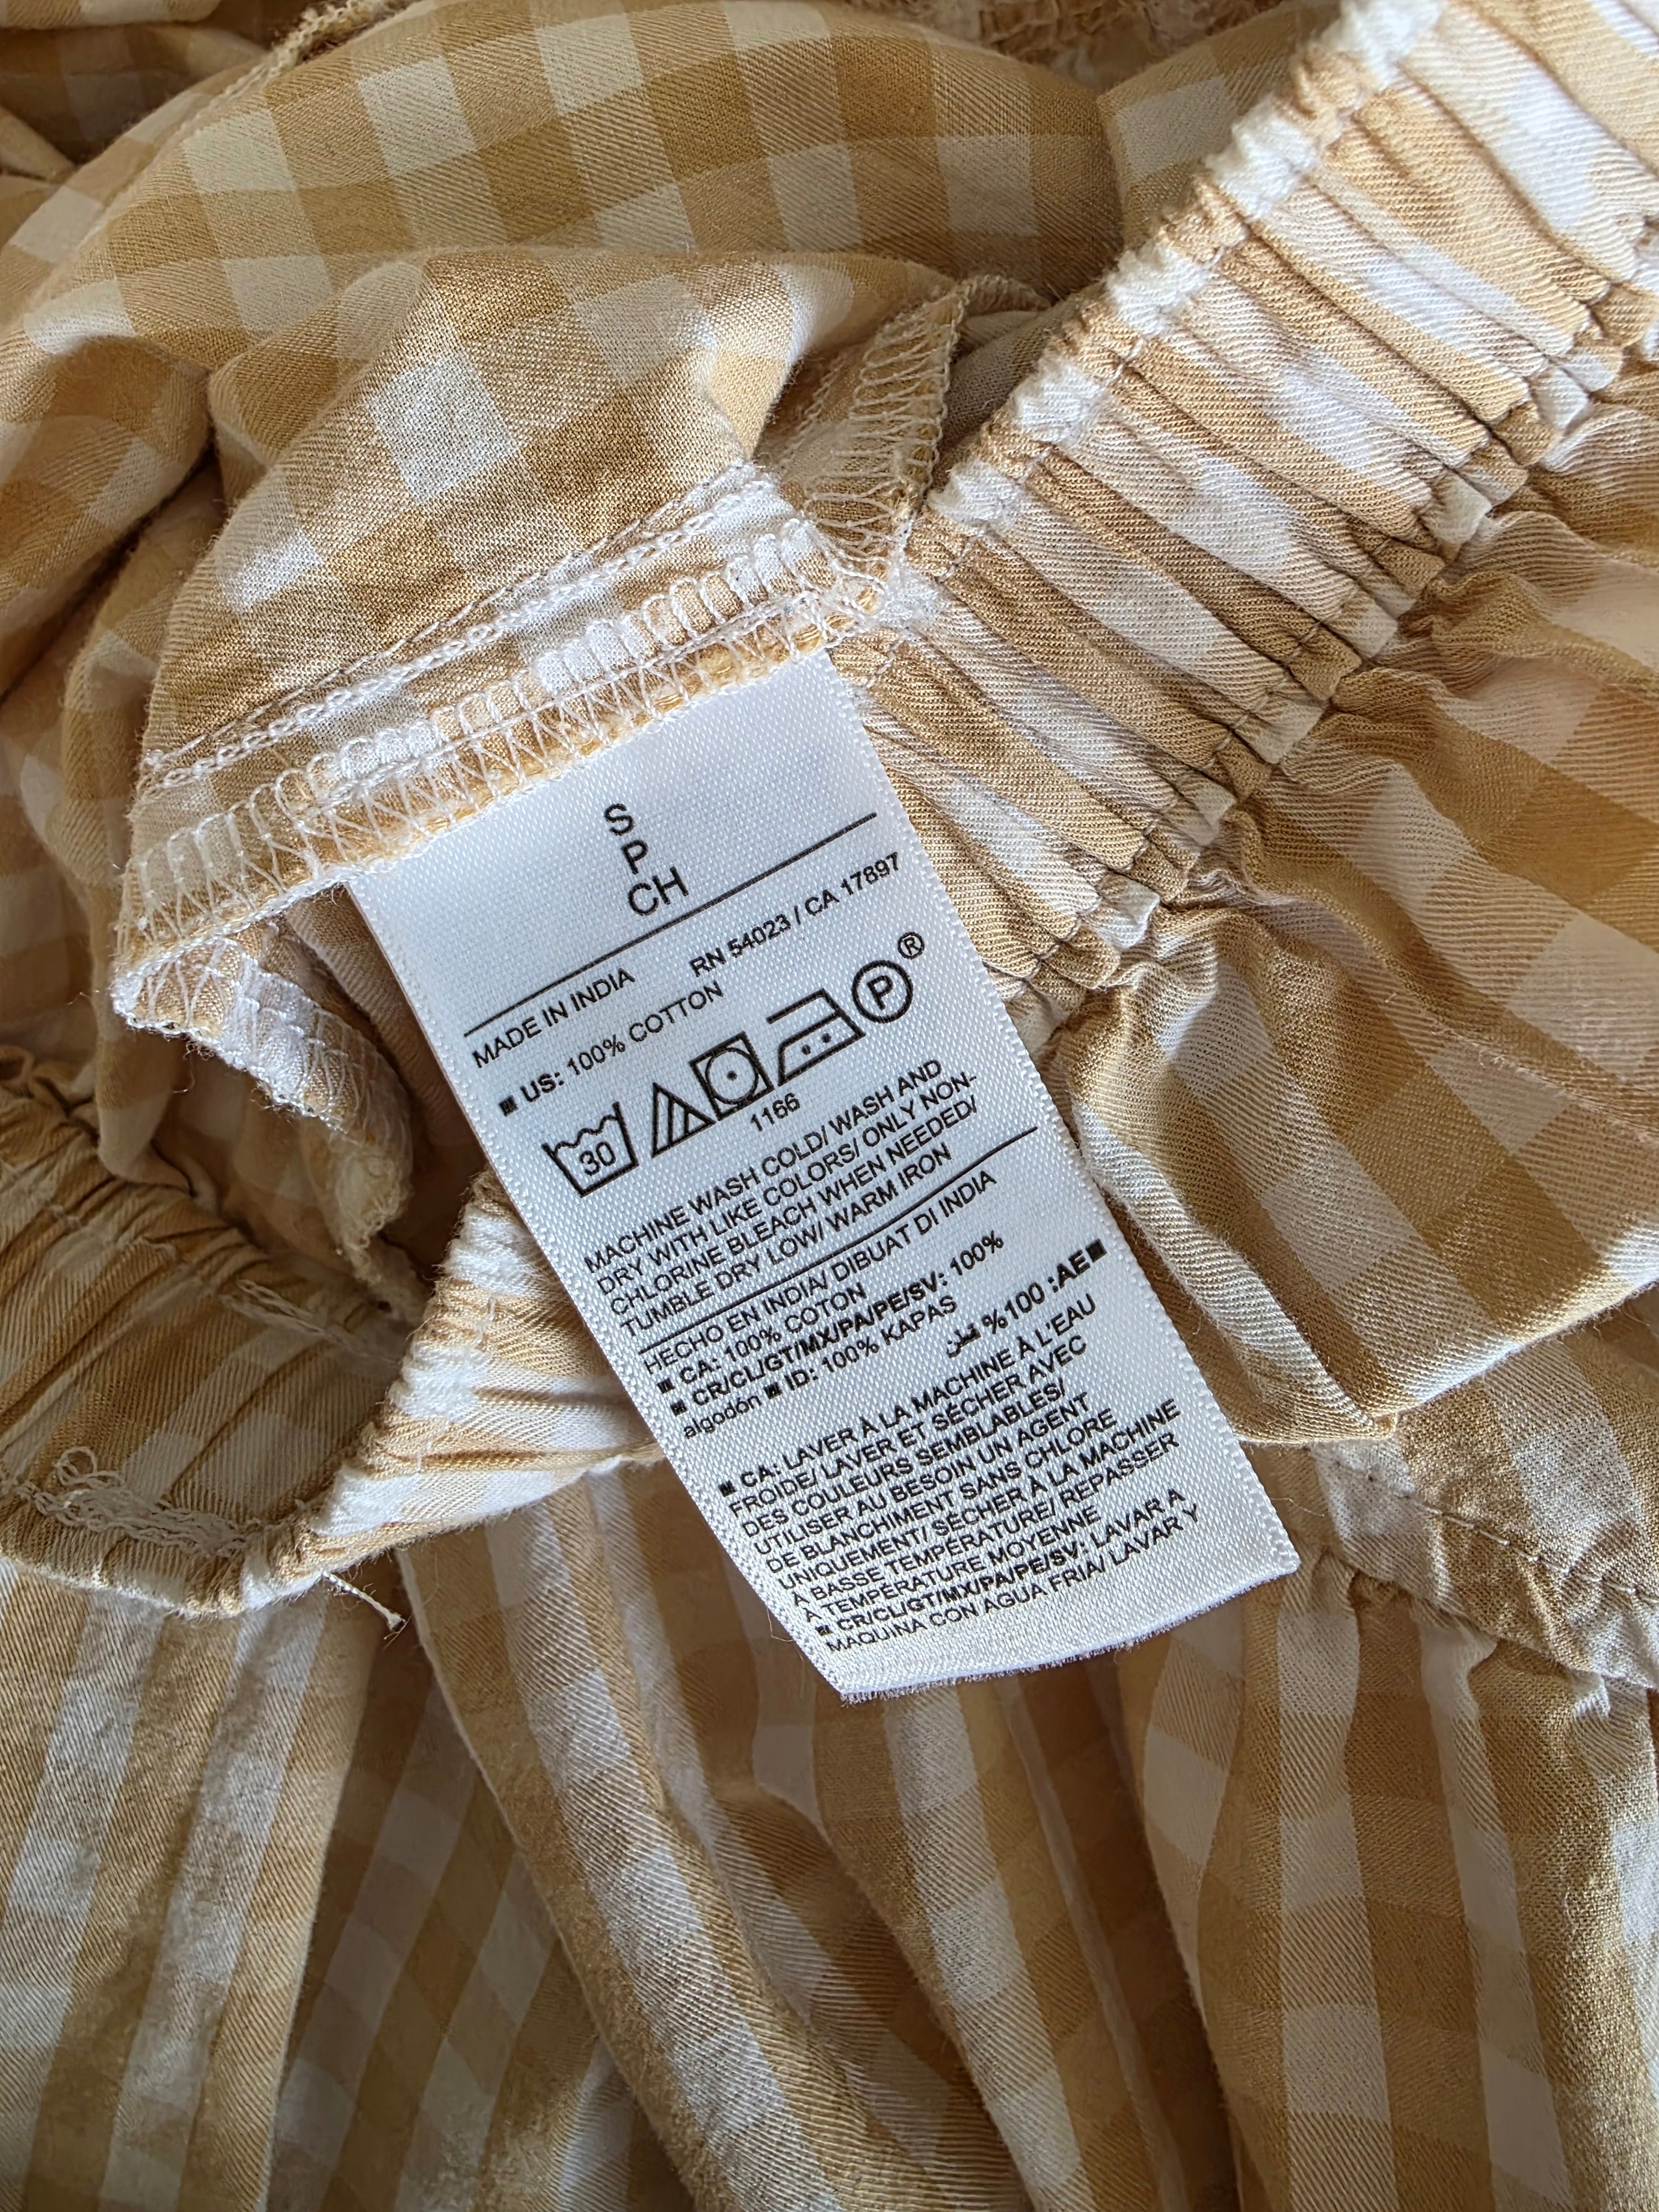 S
P
CH
MADE IN INDIA RN 54023 / CA 17897
■ US: 100% COTTON
30 P ®
1166
MACHINE WASH COLD/ WASH AND
DRY WITH LIKE COLORS/ ONLY NON-
CHLORINE BLEACH WHEN NEEDED/
TUMBLE DRY LOW/ WARM IRON
HECHO EN INDIA/ DIBUAT DI INDIA
■ CA: 100% COTON
■ CR/CL/GT/MX/PA/PE/SV: 100%
algodón ■ ID: 100% KAPAS
■AE: 100% قطن
■ CA: LAVER À LA MACHINE À L'EAU
FROIDE/ LAVER ET SÉCHER AVEC
DES COULEURS SEMBLABLES/
UTILISER AU BESOIN UN AGENT
DE BLANCHIMENT SANS CHLORE
UNIQUEMENT/ SÉCHER À LA MACHINE
À BASSE TEMPÉRATURE/ REPASSER
À TEMPÉRATURE MOYENNE
■ CR/CL/GT/MX/PA/PE/SV: LAVAR A
MAQUINA CON AGUA FRIA/ LAVAR Y